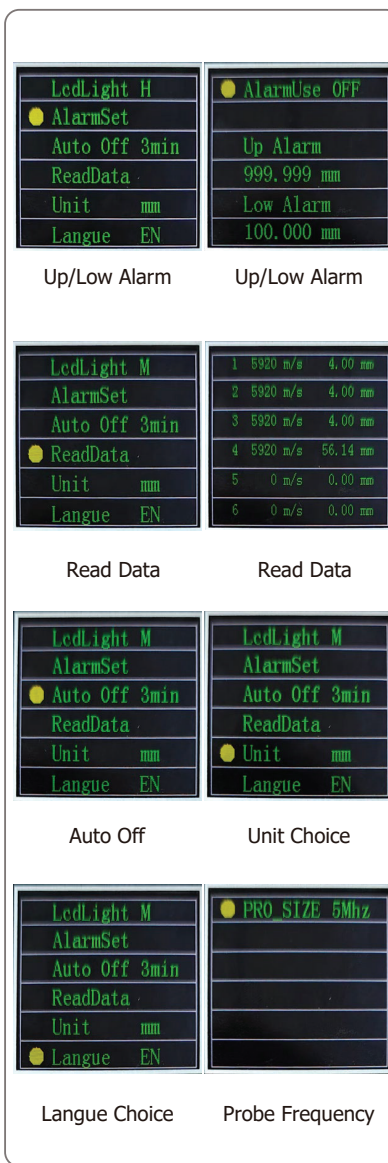 LcdLight H
AlarmSet
Auto Off 3min
ReadData
Unit mm
Langue EN
Up/Low Alarm
AlarmUse OFF
Up Alarm
999.999 mm
Low Alarm
100.000 mm
Up/Low Alarm
LcdLight M
AlarmSet
Auto Off 3min
ReadData
Unit mm
Langue EN
Read Data
1 5920 m/s 4.00 mm
2 5920 m/s 4.00 mm
3 5920 m/s 4.00 mm
4 5920 m/s 56.14 mm
5 0 m/s 0.00 mm
6 0 m/s 0.00 mm
Read Data
LcdLight M
AlarmSet
Auto Off 3min
ReadData
Unit mm
Langue EN
Auto Off
LcdLight M
AlarmSet
Auto Off 3min
ReadData
Unit mm
Langue EN
Unit Choice
LcdLight M
AlarmSet
Auto Off 3min
ReadData
Unit mm
Langue EN
Langue Choice
PRO_SIZE 5Mhz
Probe Frequency